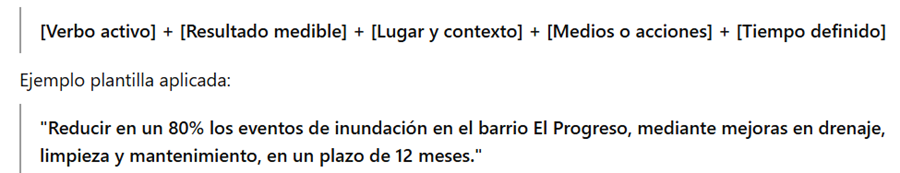 [Verbo activo] + [Resultado medible] + [Lugar y contexto] + [Medios o acciones] + [Tiempo definido]
Ejemplo plantilla aplicada:
"Reducir en un 80% los eventos de inundación en el barrio El Progreso, mediante mejoras en drenaje,
limpieza y mantenimiento, en un plazo de 12 meses."